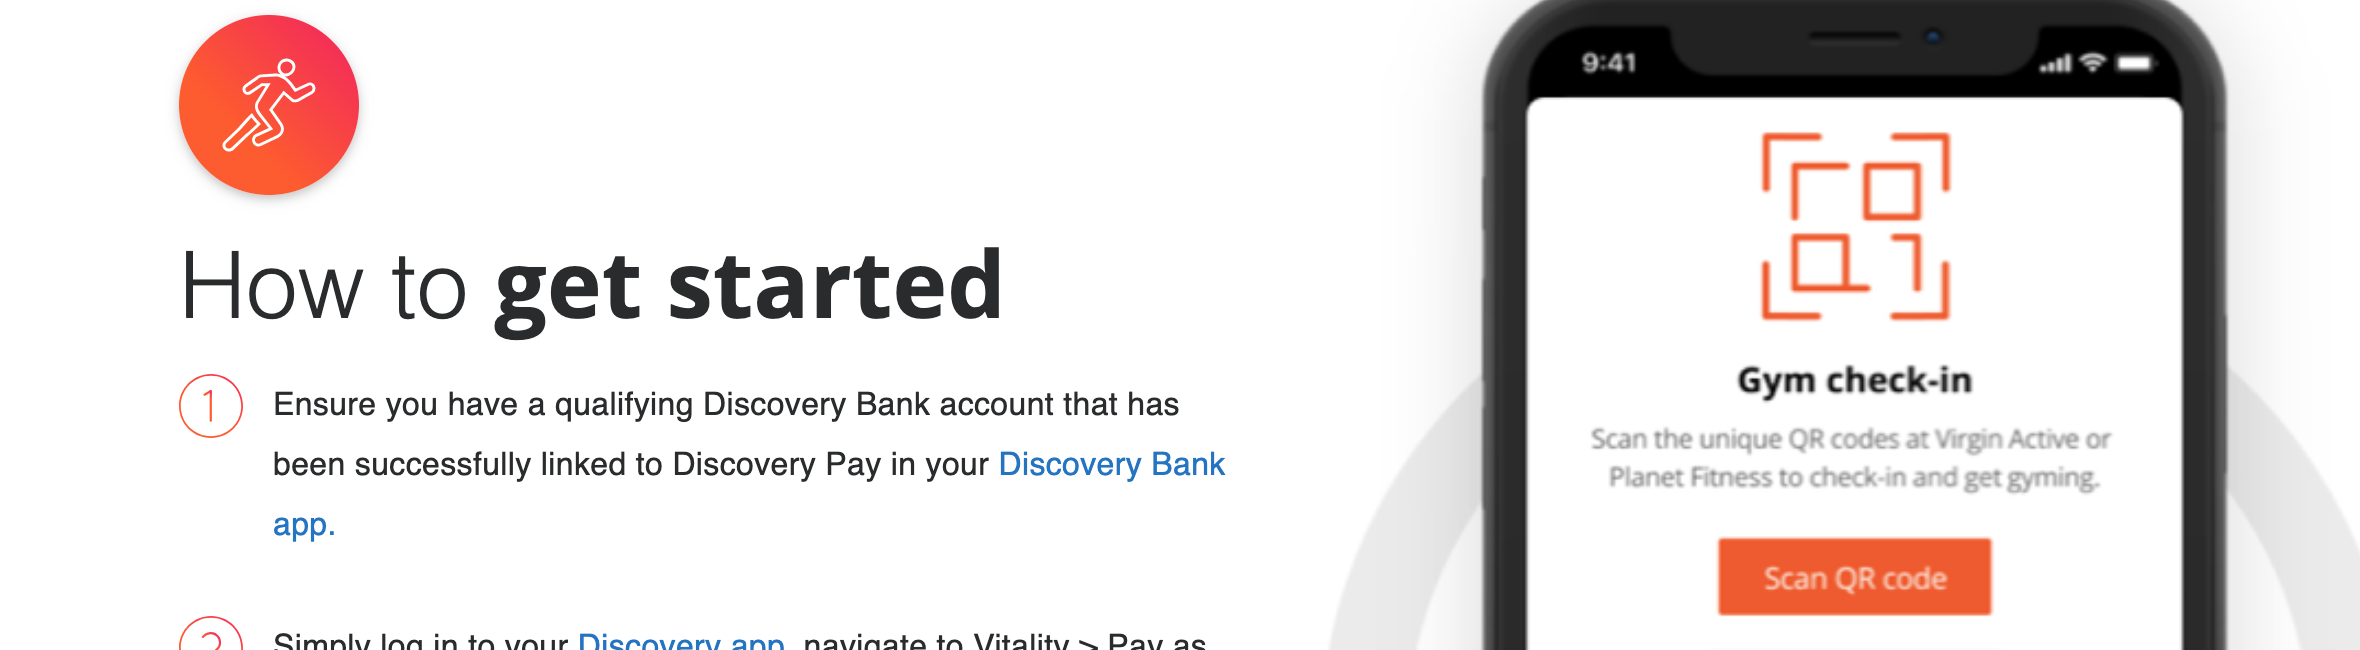 How to get started
1 Ensure you have a qualifying Discovery Bank account that has
been successfully linked to Discovery Pay in your Discovery Bank
app.
2 Simply log in to your Discovery app, navigate to Vitality > Pay as
9:41
Gym check-in
Scan the unique QR codes at Virgin Active or
Planet Fitness to check-in and get gyming.
Scan QR code